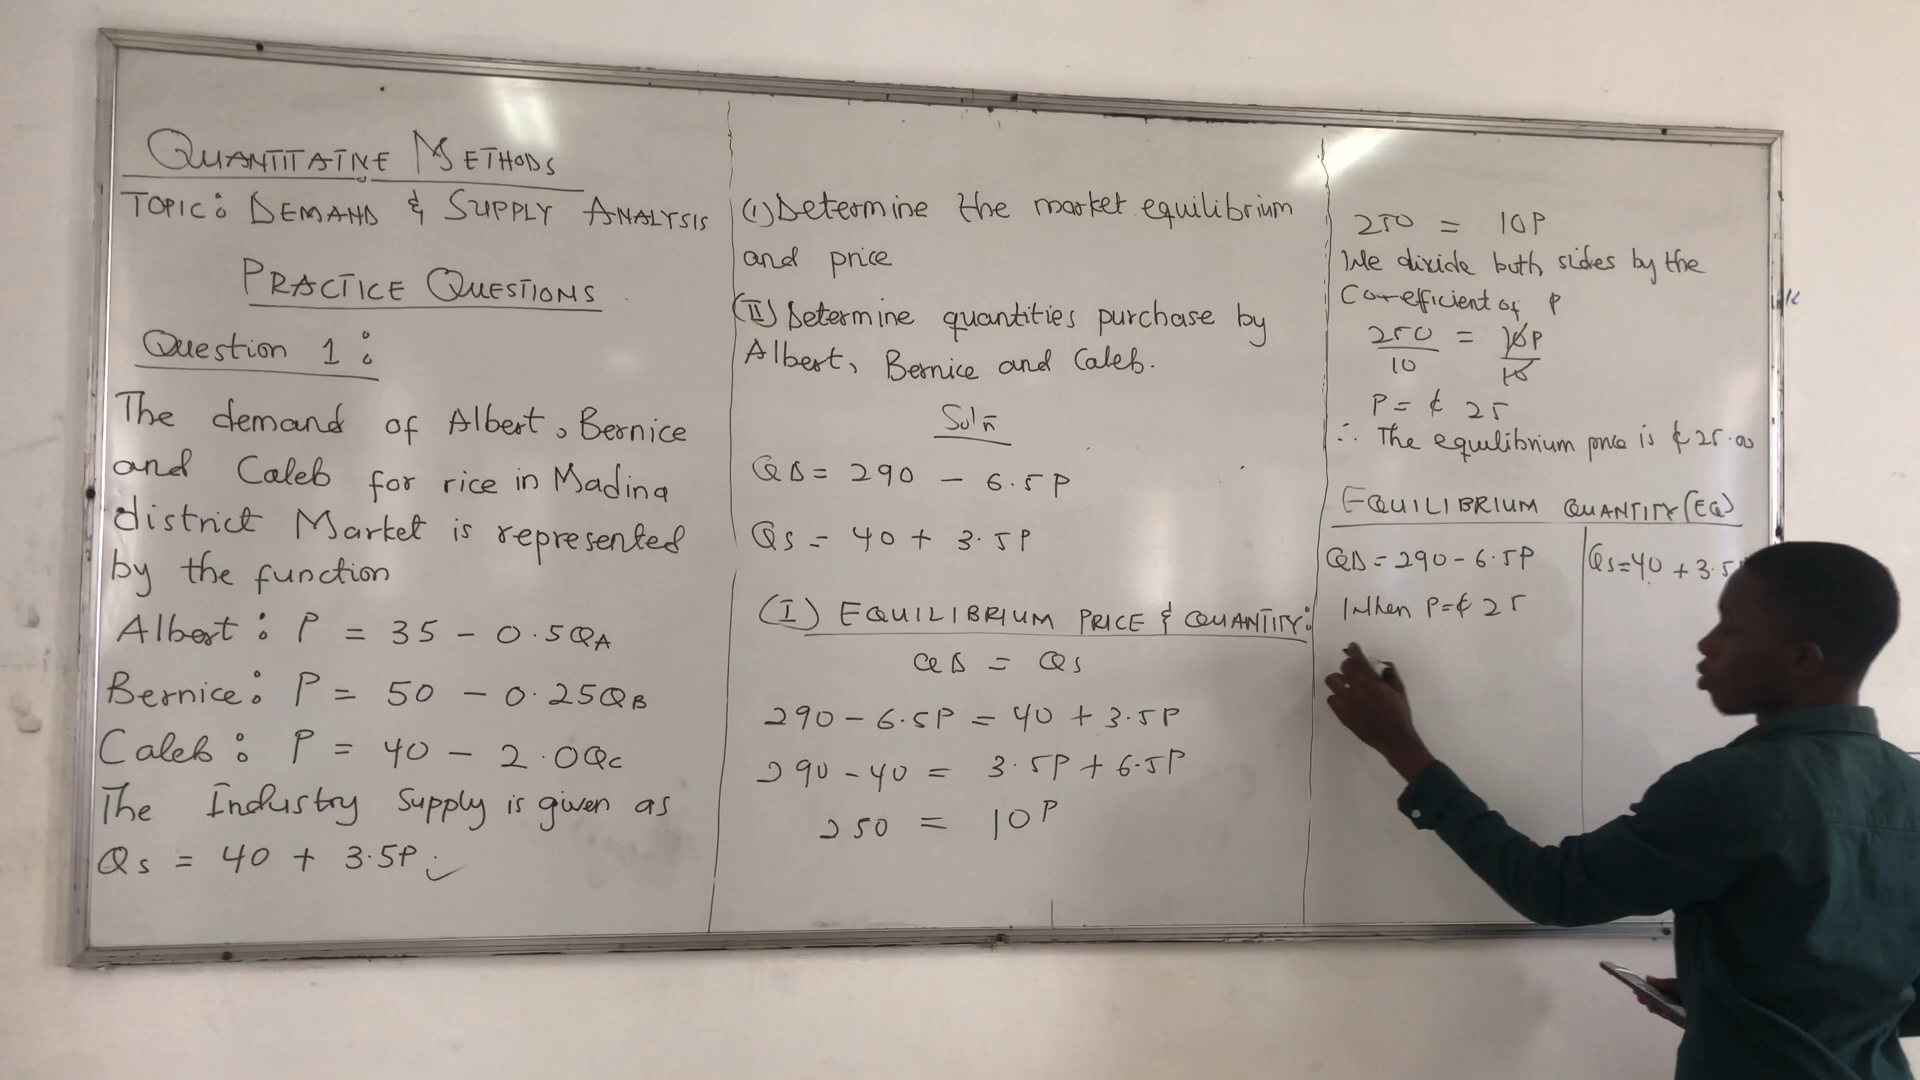 QUANTITATIVE METHODS
TOPIC: DEMAND & SUPPLY ANALYSIS
PRACTICE QUESTIONS
Question 1:
The demand of Albert, Bernice
and Caleb for rice in Madina
district Market is represented
by the function
Albert: P = 35 - 0.5QA
Bernice: P = 50 - 0.25QB
Caleb: P = 40 - 2.0QC
The Industry Supply is given as
Qs = 40 + 3.5P.
(I) Determine the market equilibrium
and price
(II) Determine quantities purchase by
Albert, Bernice and Caleb.
Soln
QD = 290 - 6.5P
Qs = 40 + 3.5P
(I) EQUILIBRIUM PRICE & QUANTITY:
QD = Qs
290 - 6.5P = 40 + 3.5P
290 - 40 = 3.5P + 6.5P
250 = 10P
250 = 10P
We divide both sides by the
Co-efficient of P
250/10 = 10P/10
P = ₵ 25
∴ The equilibrium price is ₵ 25.00
EQUILIBRIUM QUANTITY (EQ)
QD = 290 - 6.5P
When P = ₵ 25
Qs = 40 + 3.5